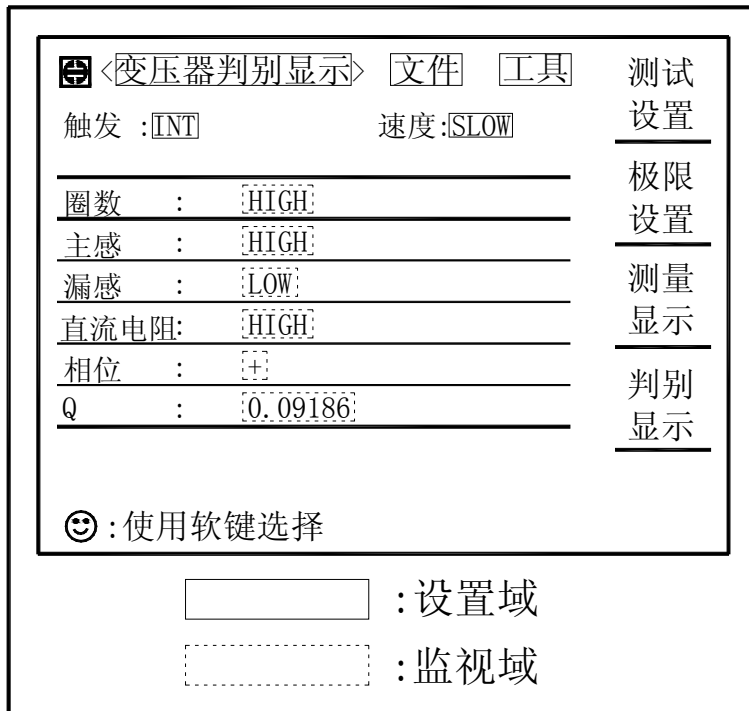 <变压器判别显示> 文件 工具
触发 :INT 速度:SLOW
圈数 : HIGH
主感 : HIGH
漏感 : LOW
直流电阻: HIGH
相位 : +
Q : 0.09186
:使用软键选择
测试
设置
极限
设置
测量
显示
判别
显示
:设置域
:监视域